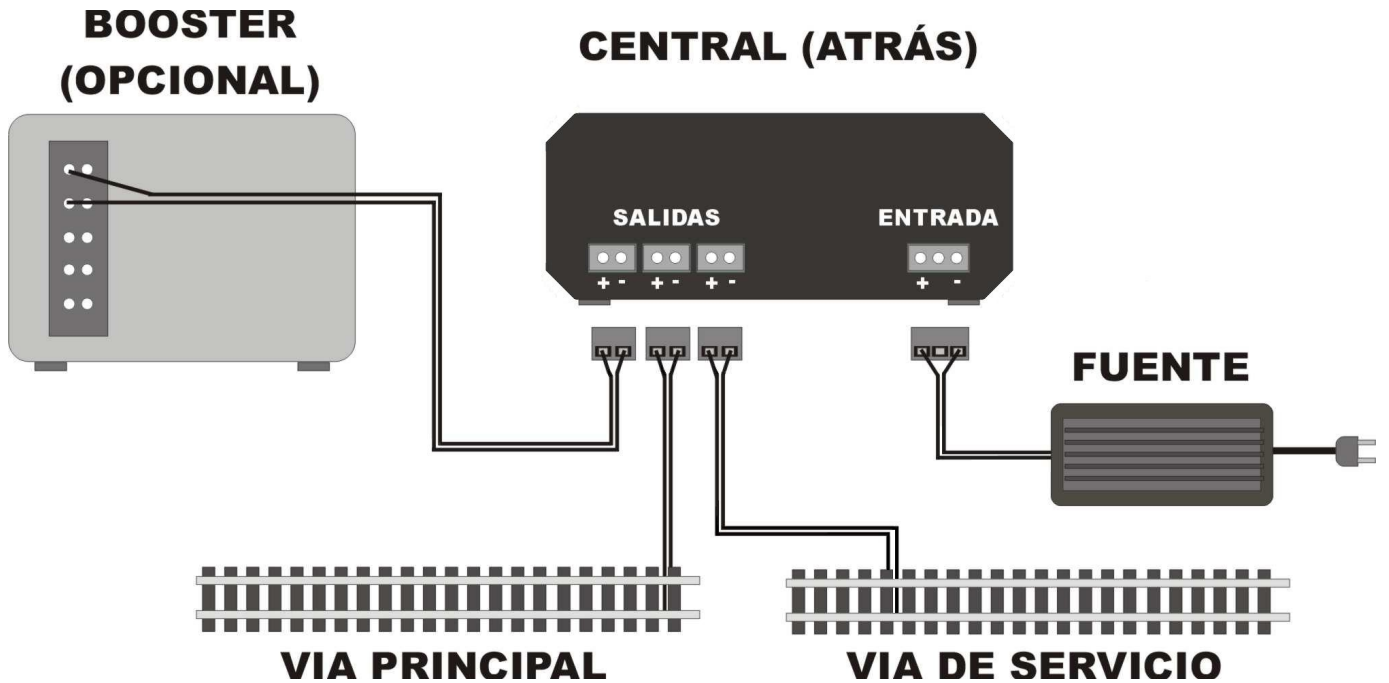 BOOSTER
(OPCIONAL)
CENTRAL (ATRÁS)
SALIDAS
ENTRADA
+ - + - + -
+ -
FUENTE
VIA PRINCIPAL
VIA DE SERVICIO